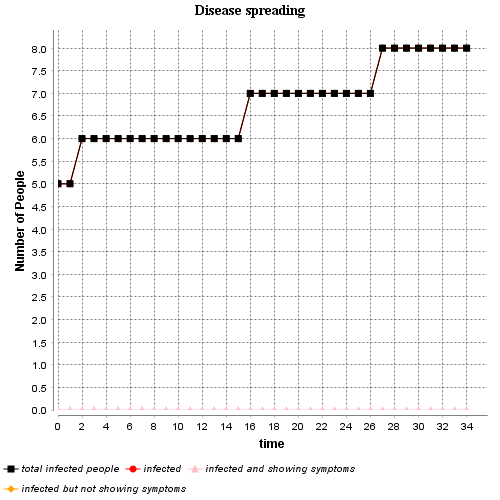 Disease spreading
8.0
7.5
7.0
6.5
6.0
5.5
5.0
4.5
4.0
3.5
3.0
2.5
2.0
1.5
1.0
0.5
0.0
Number of People
0 2 4 6 8 10 12 14 16 18 20 22 24 26 28 30 32 34
time
total infected people infected infected and showing symptoms
infected but not showing symptoms